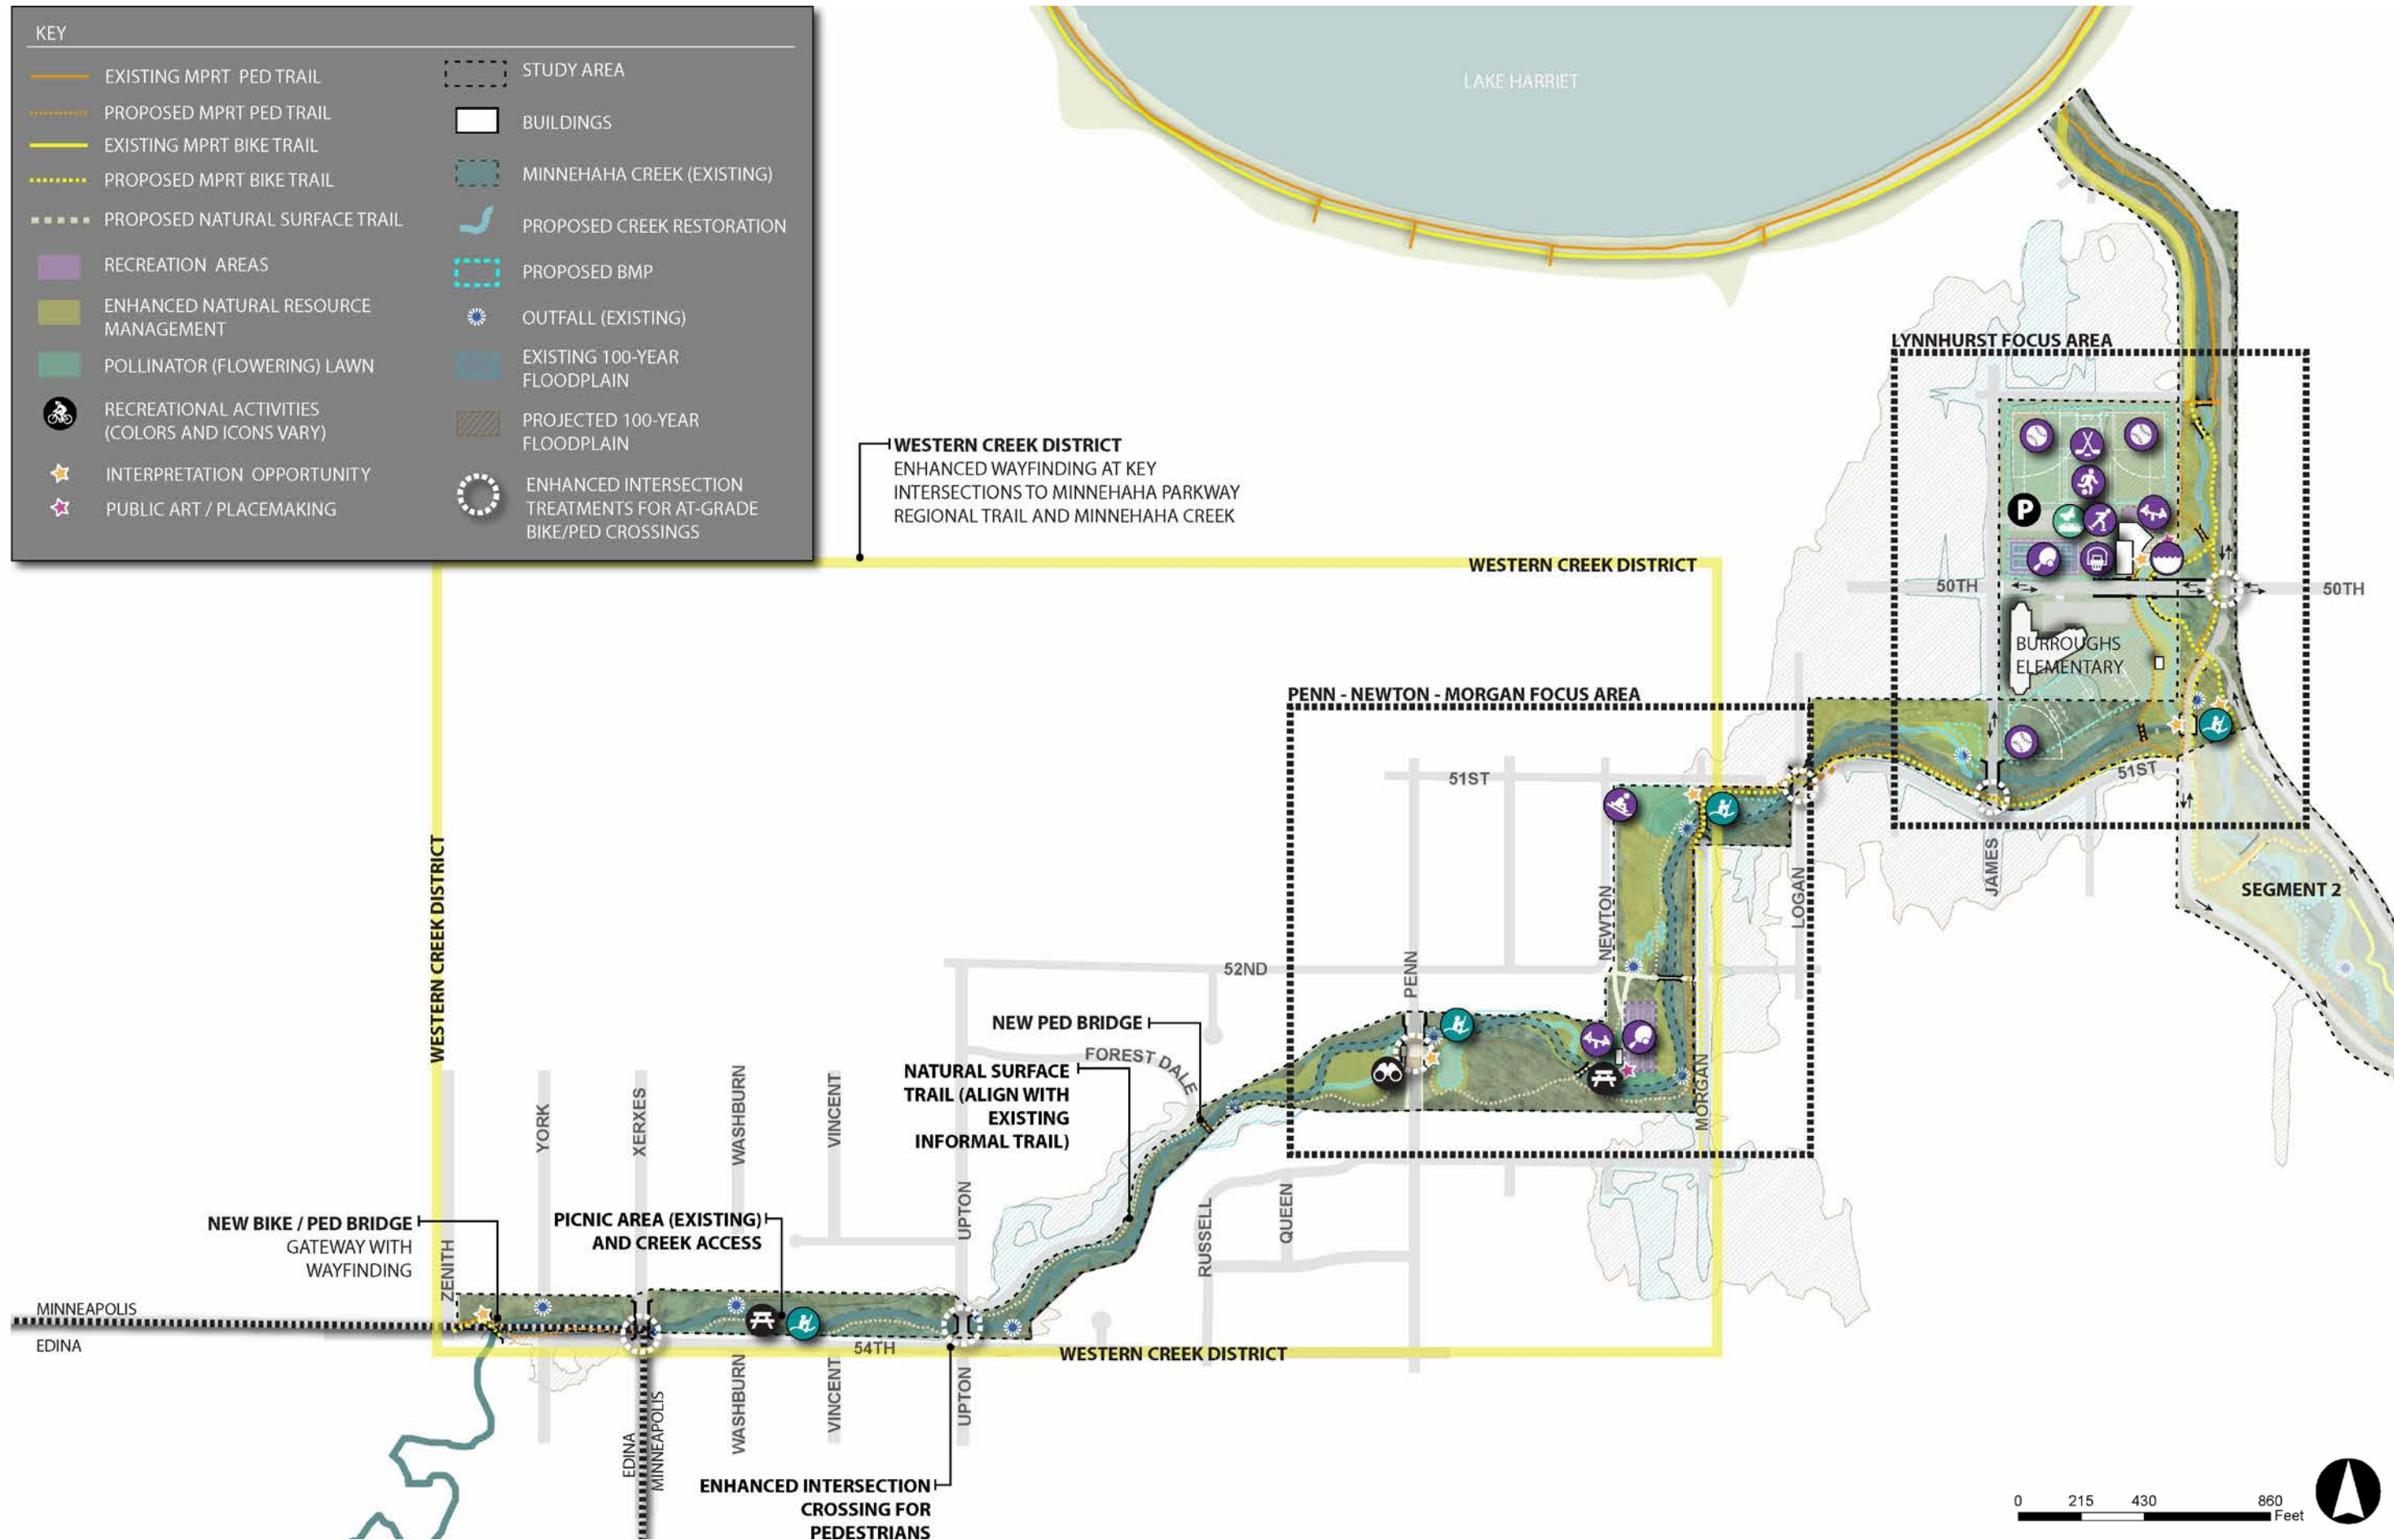 KEY
EXISTING MPRT PED TRAIL
PROPOSED MPRT PED TRAIL
EXISTING MPRT BIKE TRAIL
PROPOSED MPRT BIKE TRAIL
PROPOSED NATURAL SURFACE TRAIL
RECREATION AREAS
ENHANCED NATURAL RESOURCE
MANAGEMENT
POLLINATOR (FLOWERING) LAWN
RECREATIONAL ACTIVITIES
(COLORS AND ICONS VARY)
INTERPRETATION OPPORTUNITY
PUBLIC ART / PLACEMAKING
STUDY AREA
BUILDINGS
MINNEHAHA CREEK (EXISTING)
PROPOSED CREEK RESTORATION
PROPOSED BMP
OUTFALL (EXISTING)
EXISTING 100-YEAR
FLOODPLAIN
PROJECTED 100-YEAR
FLOODPLAIN
ENHANCED INTERSECTION
TREATMENTS FOR AT-GRADE
BIKE/PED CROSSINGS
LAKE HARRIET
LYNNHURST FOCUS AREA
WESTERN CREEK DISTRICT
ENHANCED WAYFINDING AT KEY
INTERSECTIONS TO MINNEHAHA PARKWAY
REGIONAL TRAIL AND MINNEHAHA CREEK
P
WESTERN CREEK DISTRICT
50TH
50TH
BURROUGHS
ELEMENTARY
PENN - NEWTON - MORGAN FOCUS AREA
51ST
51ST
WESTERN CREEK DISTRICT
JAMES
LOGAN
SEGMENT 2
NEWTON
PENN
52ND
NEW PED BRIDGE
FOREST DALE
NATURAL SURFACE
TRAIL (ALIGN WITH
EXISTING
INFORMAL TRAIL)
MORGAN
YORK
XERXES
WASHBURN
VINCENT
UPTON
RUSSELL
QUEEN
NEW BIKE / PED BRIDGE
GATEWAY WITH
WAYFINDING
ZENITH
PICNIC AREA (EXISTING)
AND CREEK ACCESS
MINNEAPOLIS
EDINA
54TH
WESTERN CREEK DISTRICT
WASHBURN
VINCENT
UPTON
EDINA
MINNEAPOLIS
ENHANCED INTERSECTION
CROSSING FOR
PEDESTRIANS
0 215 430 860
Feet